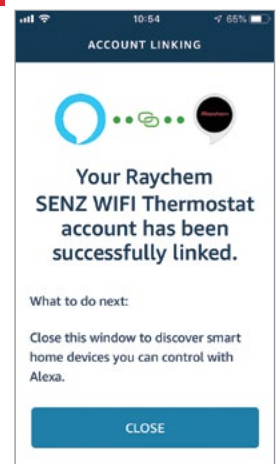 10:54
65%
ACCOUNT LINKING
Raychem
Your Raychem
SENZ WIFI Thermostat
account has been
successfully linked.
What to do next:
Close this window to discover smart
home devices you can control with
Alexa.
CLOSE